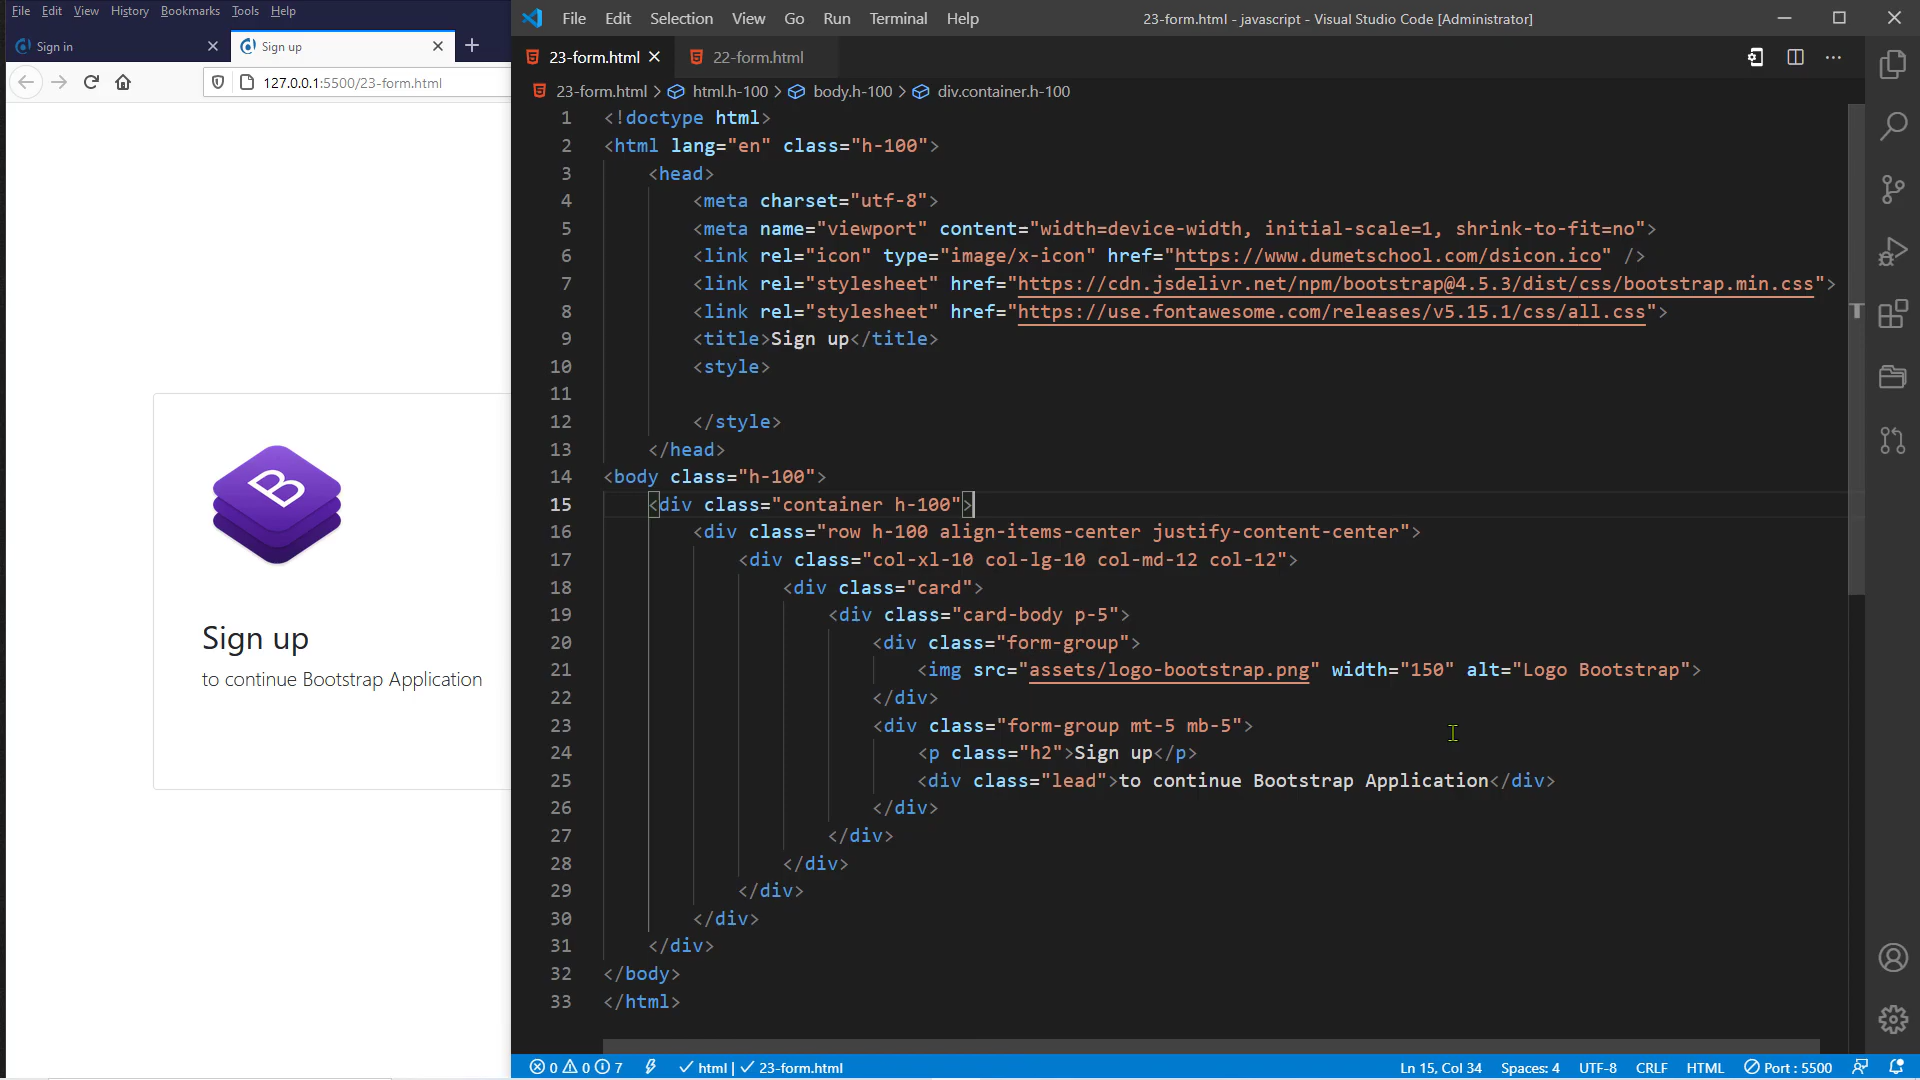 File Edit View History Bookmarks Tools Help
Sign in
Sign up
127.0.0.1:5500/23-form.html
B
Sign up
to continue Bootstrap Application
File Edit Selection View Go Run Terminal Help
23-form.html - javascript - Visual Studio Code [Administrator]
23-form.html
22-form.html
23-form.html > html.h-100 > body.h-100 > div.container.h-100
1 <!doctype html>
2 <html lang="en" class="h-100">
3 <head>
4 <meta charset="utf-8">
5 <meta name="viewport" content="width=device-width, initial-scale=1, shrink-to-fit=no">
6 <link rel="icon" type="image/x-icon" href="https://www.dumetschool.com/dsicon.ico" />
7 <link rel="stylesheet" href="https://cdn.jsdelivr.net/npm/bootstrap@4.5.3/dist/css/bootstrap.min.css">
8 <link rel="stylesheet" href="https://use.fontawesome.com/releases/v5.15.1/css/all.css">
9 <title>Sign up</title>
10 <style>
11
12 </style>
13 </head>
14 <body class="h-100">
15 <div class="container h-100">
16 <div class="row h-100 align-items-center justify-content-center">
17 <div class="col-xl-10 col-lg-10 col-md-12 col-12">
18 <div class="card">
19 <div class="card-body p-5">
20 <div class="form-group">
21 <img src="assets/logo-bootstrap.png" width="150" alt="Logo Bootstrap">
22 </div>
23 <div class="form-group mt-5 mb-5">
24 <p class="h2">Sign up</p>
25 <div class="lead">to continue Bootstrap Application</div>
26 </div>
27 </div>
28 </div>
29 </div>
30 </div>
31 </div>
32 </body>
33 </html>
0 0 7 html | 23-form.html Ln 15, Col 34 Spaces: 4 UTF-8 CRLF HTML Port : 5500